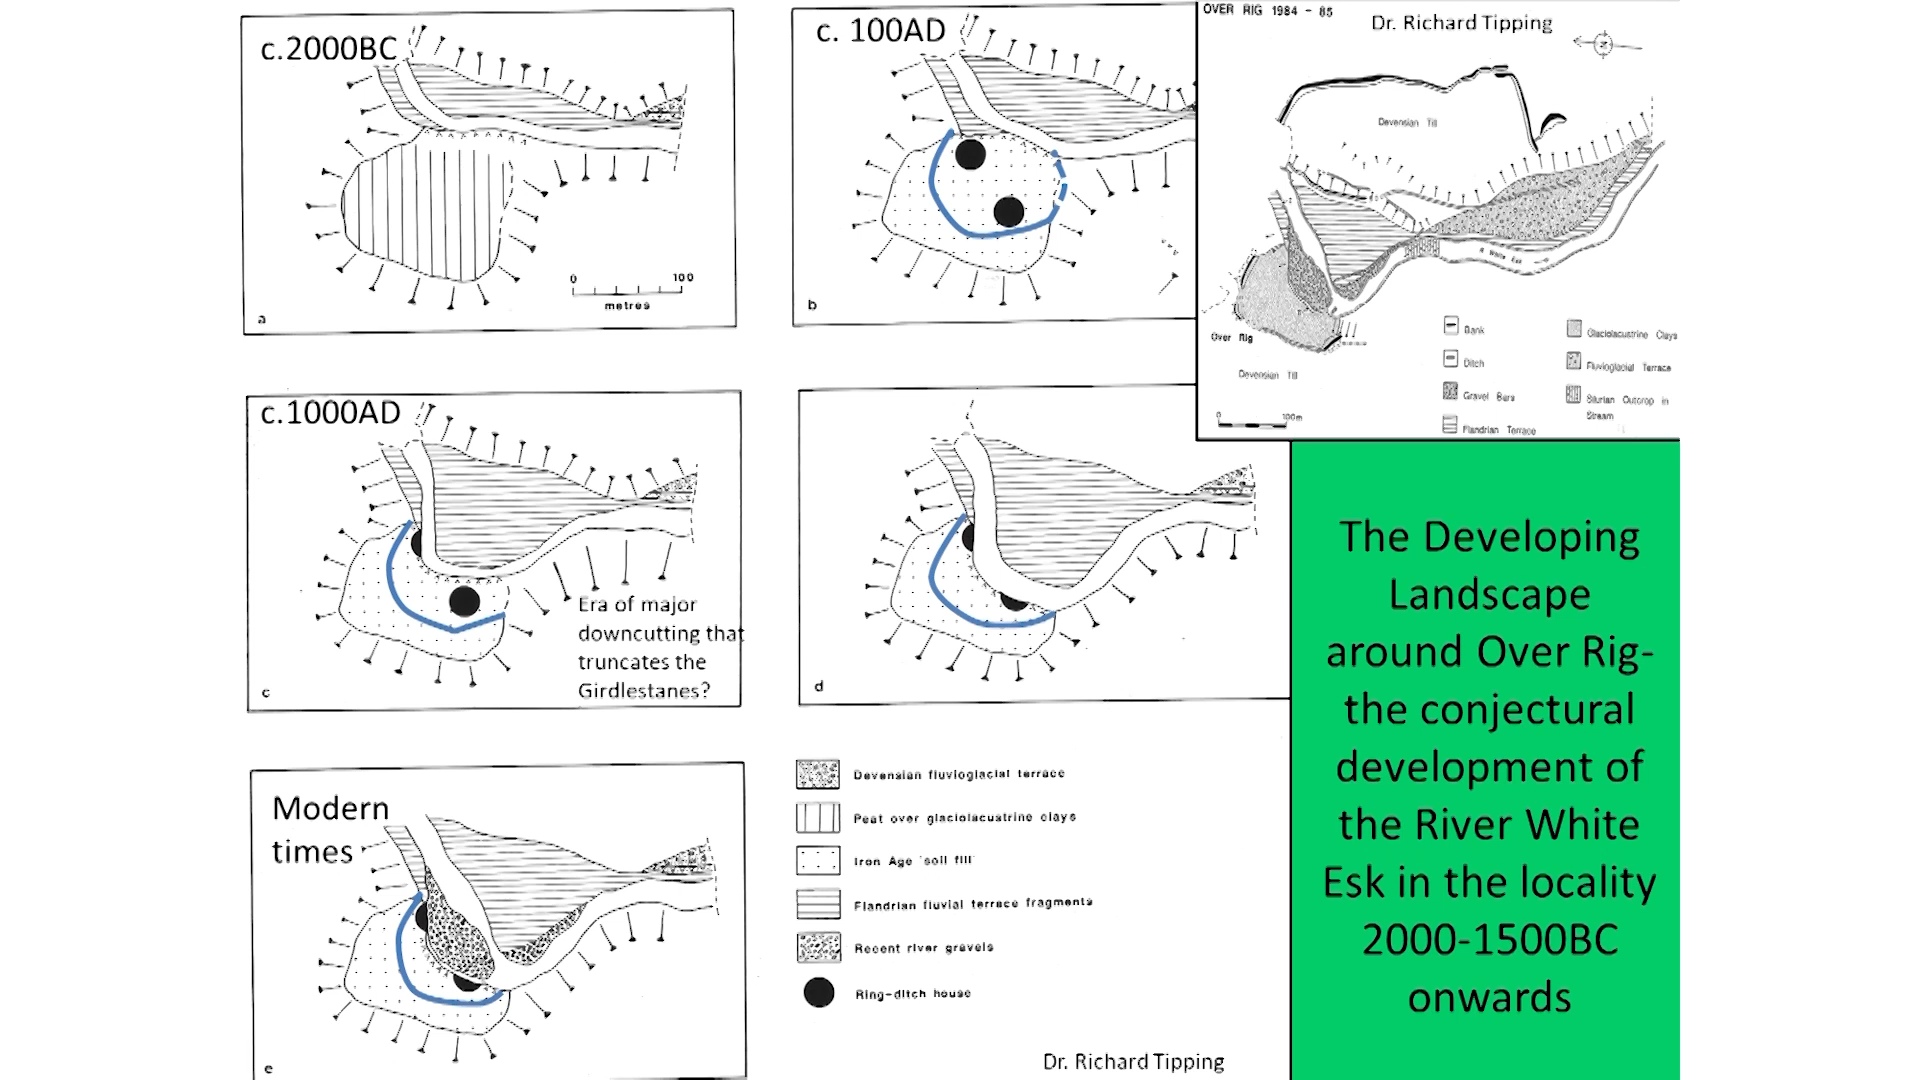 c.2000BC
0 100
metres
a
c. 100AD
b
OVER RIG 1984 - 85
Dr. Richard Tipping
N
Devensian Till
R White Esk
Over Rig
Devensian Till
0 100m
Bank
Ditch
Gravel Bars
Flandrian Terrace
Glaciolacustrine Clays
Fluvioglacial Terrace
Silurian Outcrop in
Stream
c.1000AD
Era of major
downcutting that
truncates the
Girdlestanes?
c
d
Modern
times
e
Devensian fluvioglacial terrace
Peat over glaciolacustrine clays
Iron Age 'soil fill'
Flandrian fluvial terrace fragments
Recent river gravels
Ring-ditch house
Dr. Richard Tipping
The Developing
Landscape
around Over Rig-
the conjectural
development of
the River White
Esk in the locality
2000-1500BC
onwards